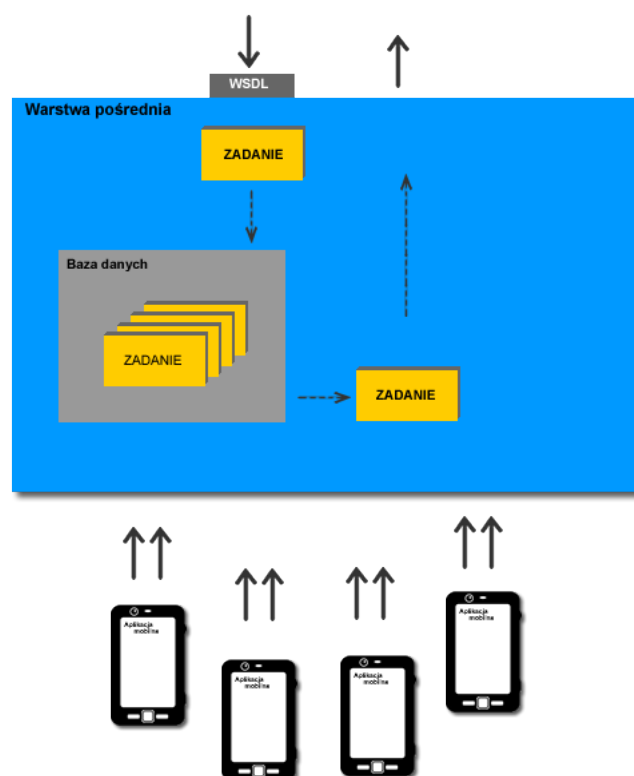 WSDL
Warstwa pośrednia
ZADANIE
Baza danych
ZADANIE
ZADANIE
Aplikacja
mobilna
Aplikacja
mobilna
Aplikacja
mobilna
Aplikacja
mobilna